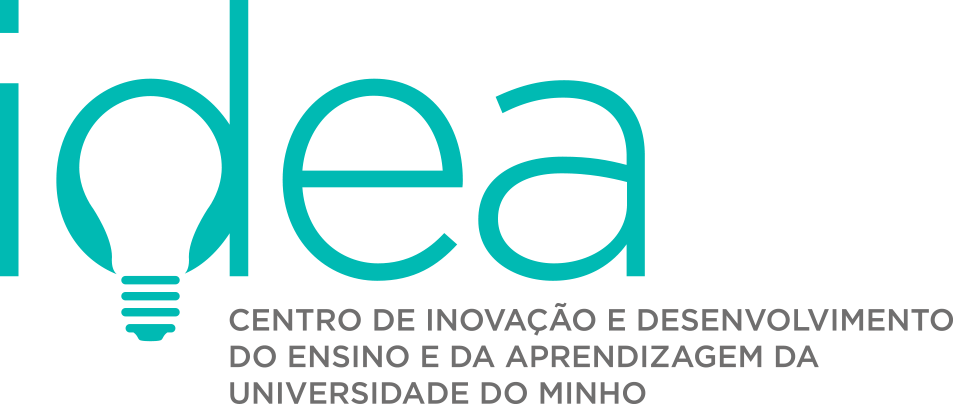 idea
CENTRO DE INOVAÇÃO E DESENVOLVIMENTO
DO ENSINO E DA APRENDIZAGEM DA
UNIVERSIDADE DO MINHO